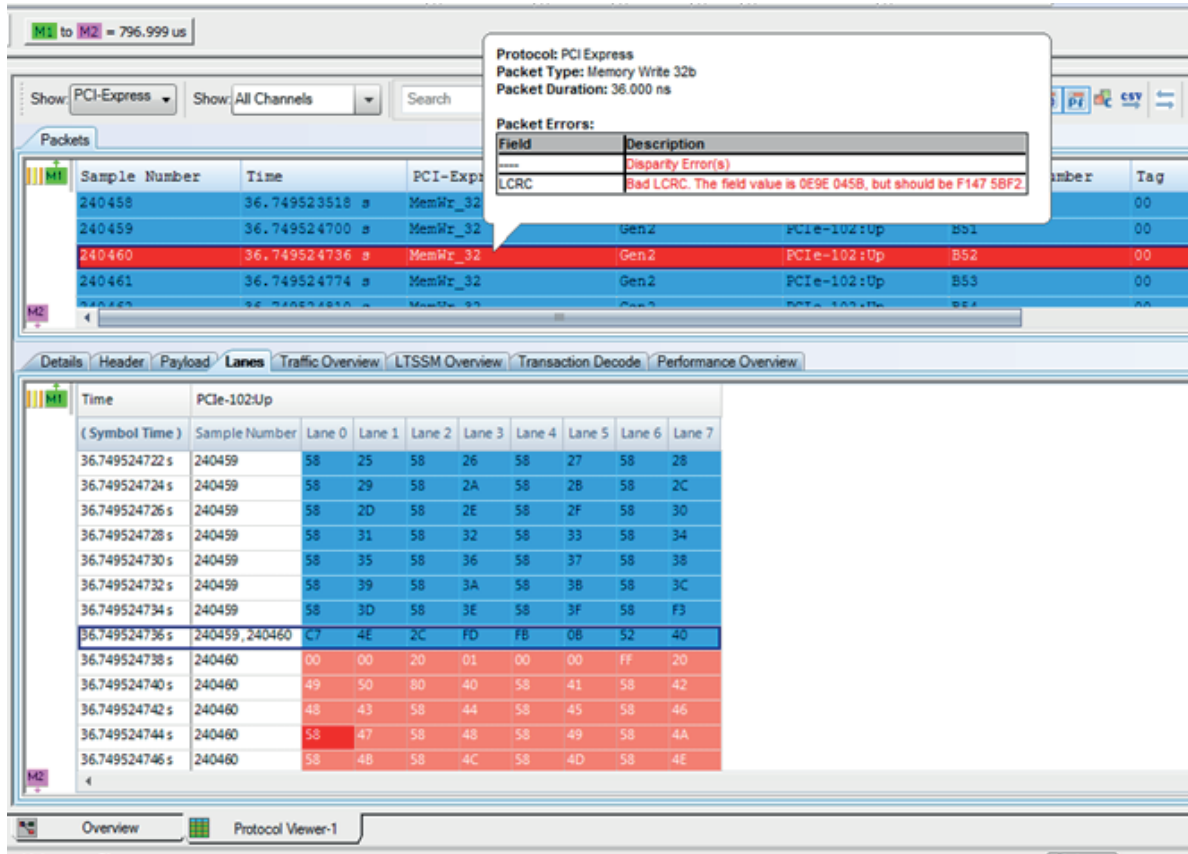 M1 to M2 = 796.999 us
Protocol: PCI Express
Packet Type: Memory Write 32b
Packet Duration: 36.000 ns
Packet Errors:
Field Description
---- Disparity Error(s)
LCRC Bad LCRC. The field value is 0E9E 045B, but should be F147 5BF2.
Show: PCI-Express Show: All Channels Search csv
Packets
M1 Sample Number Time PCI-Exp Tag
240458 36.749523518 s MemWr_32 00
240459 36.749524700 s MemWr_32 Gen2 PCIe-102:Up B51 00
240460 36.749524736 s MemWr_32 Gen2 PCIe-102:Up B52 00
240461 36.749524774 s MemWr_32 Gen2 PCIe-102:Up B53 00
M2
Details Header Payload Lanes Traffic Overview LTSSM Overview Transaction Decode Performance Overview
M1 Time PCIe-102:Up
( Symbol Time ) Sample Number Lane 0 Lane 1 Lane 2 Lane 3 Lane 4 Lane 5 Lane 6 Lane 7
36.749524722 s 240459 58 25 58 26 58 27 58 28
36.749524724 s 240459 58 29 58 2A 58 2B 58 2C
36.749524726 s 240459 58 2D 58 2E 58 2F 58 30
36.749524728 s 240459 58 31 58 32 58 33 58 34
36.749524730 s 240459 58 35 58 36 58 37 58 38
36.749524732 s 240459 58 39 58 3A 58 3B 58 3C
36.749524734 s 240459 58 3D 58 3E 58 3F 58 F3
36.749524736 s 240459,240460 C7 4E 2C FD FB 0B 52 40
36.749524738 s 240460 00 00 20 01 00 00 FF 20
36.749524740 s 240460 49 50 80 40 58 41 58 42
36.749524742 s 240460 48 43 58 44 58 45 58 46
36.749524744 s 240460 58 47 58 48 58 49 58 4A
36.749524746 s 240460 58 4B 58 4C 58 4D 58 4E
M2
Overview Protocol Viewer-1